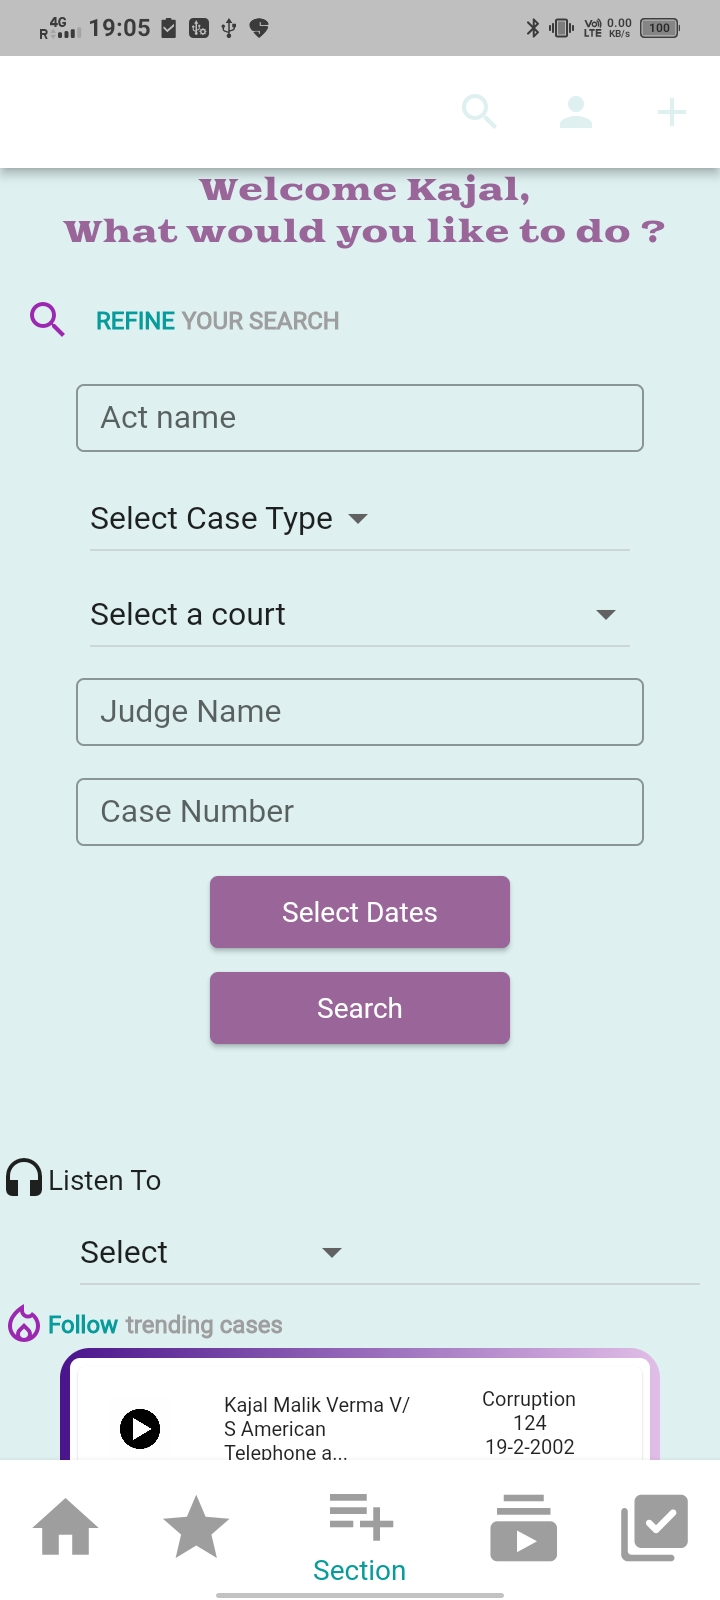 4G
R
19:05
Vo)
LTE
0.00
KB/s
100
Welcome Kajal,
What would you like to do ?
REFINE YOUR SEARCH
Act name
Select Case Type
Select a court
Judge Name
Case Number
Select Dates
Search
Listen To
Select
Follow trending cases
Kajal Malik Verma V/
S American
Telephone a...
Corruption
124
19-2-2002
Section